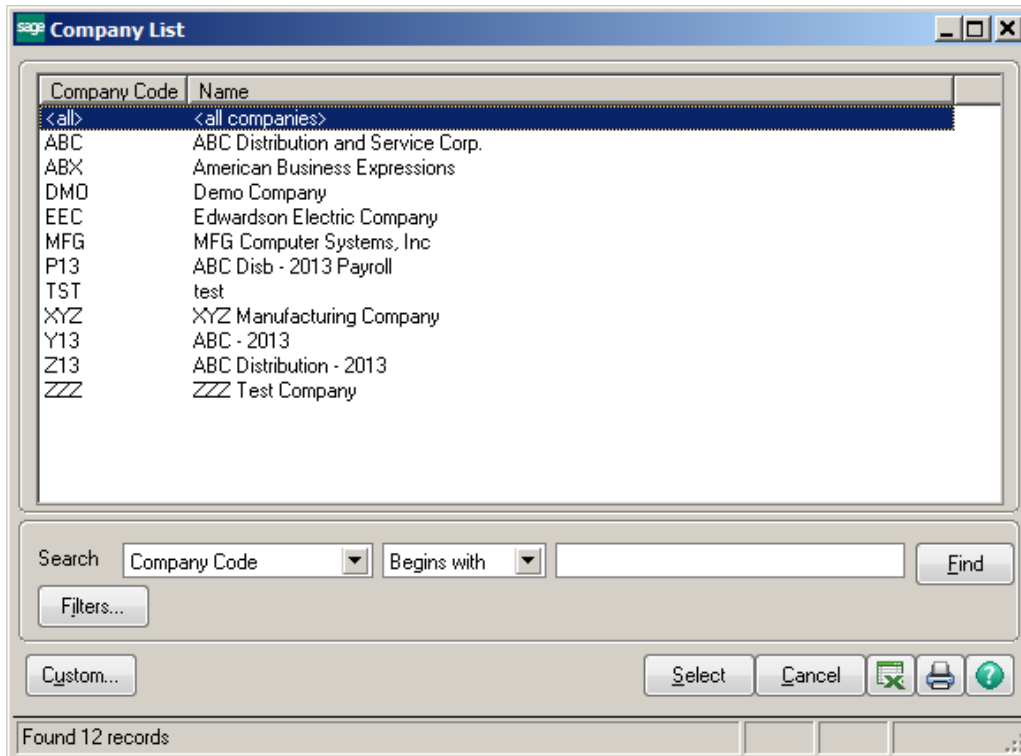 sage Company List
Company Code Name
<all> <all companies>
ABC ABC Distribution and Service Corp.
ABX American Business Expressions
DMO Demo Company
EEC Edwardson Electric Company
MFG MFG Computer Systems, Inc
P13 ABC Disb - 2013 Payroll
TST test
XYZ XYZ Manufacturing Company
Y13 ABC - 2013
Z13 ABC Distribution - 2013
ZZZ ZZZ Test Company
Search Company Code Begins with Find
Filters...
Custom... Select Cancel
Found 12 records